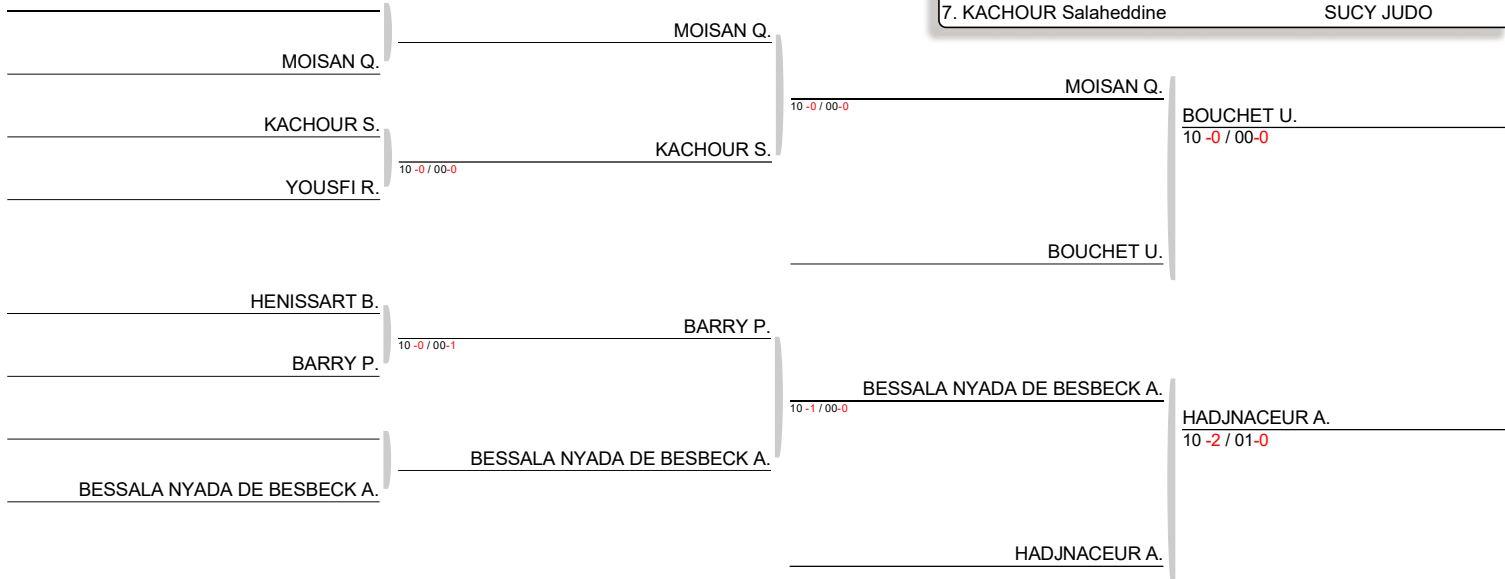 7. KACHOUR Salaheddine SUCY JUDO
MOISAN Q.
MOISAN Q.
MOISAN Q.
10 -0 / 00-0
BOUCHET U.
10 -0 / 00-0
KACHOUR S.
KACHOUR S.
10 -0 / 00-0
YOUSFI R.
BOUCHET U.
HENISSART B.
BARRY P.
10 -0 / 00-1
BARRY P.
BESSALA NYADA DE BESBECK A.
10 -1 / 00-0
HADJNACEUR A.
10 -2 / 01-0
BESSALA NYADA DE BESBECK A.
BESSALA NYADA DE BESBECK A.
HADJNACEUR A.